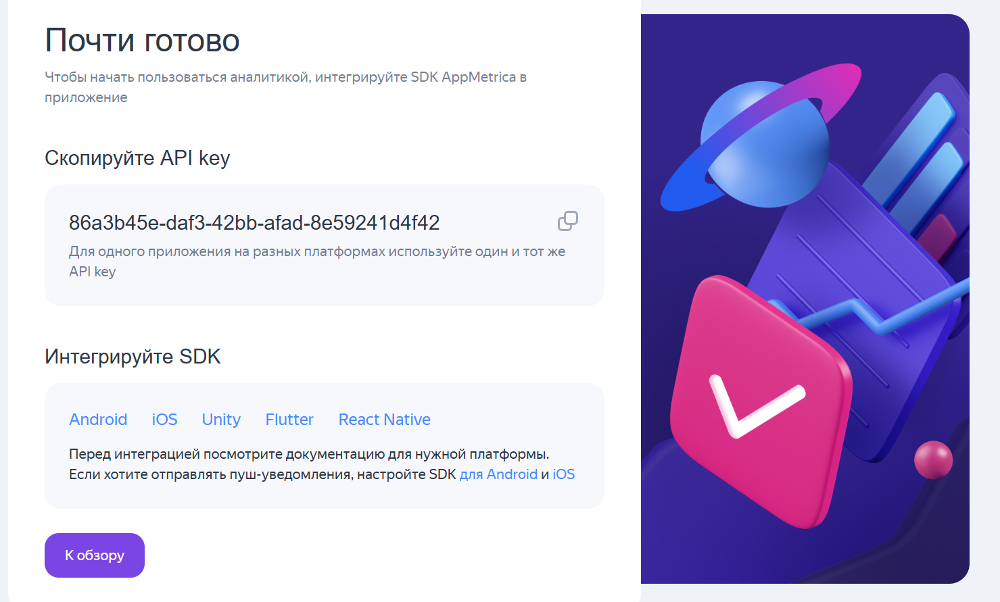 Почти готово
Чтобы начать пользоваться аналитикой, интегрируйте SDK AppMetrica в
приложение
Скопируйте API key
86a3b45e-daf3-42bb-afad-8e59241d4f42
Для одного приложения на разных платформах используйте один и тот же
API key
Интегрируйте SDK
Android iOS Unity Flutter React Native
Перед интеграцией посмотрите документацию для нужной платформы.
Если хотите отправлять пуш-уведомления, настройте SDK для Android и iOS
К обзору